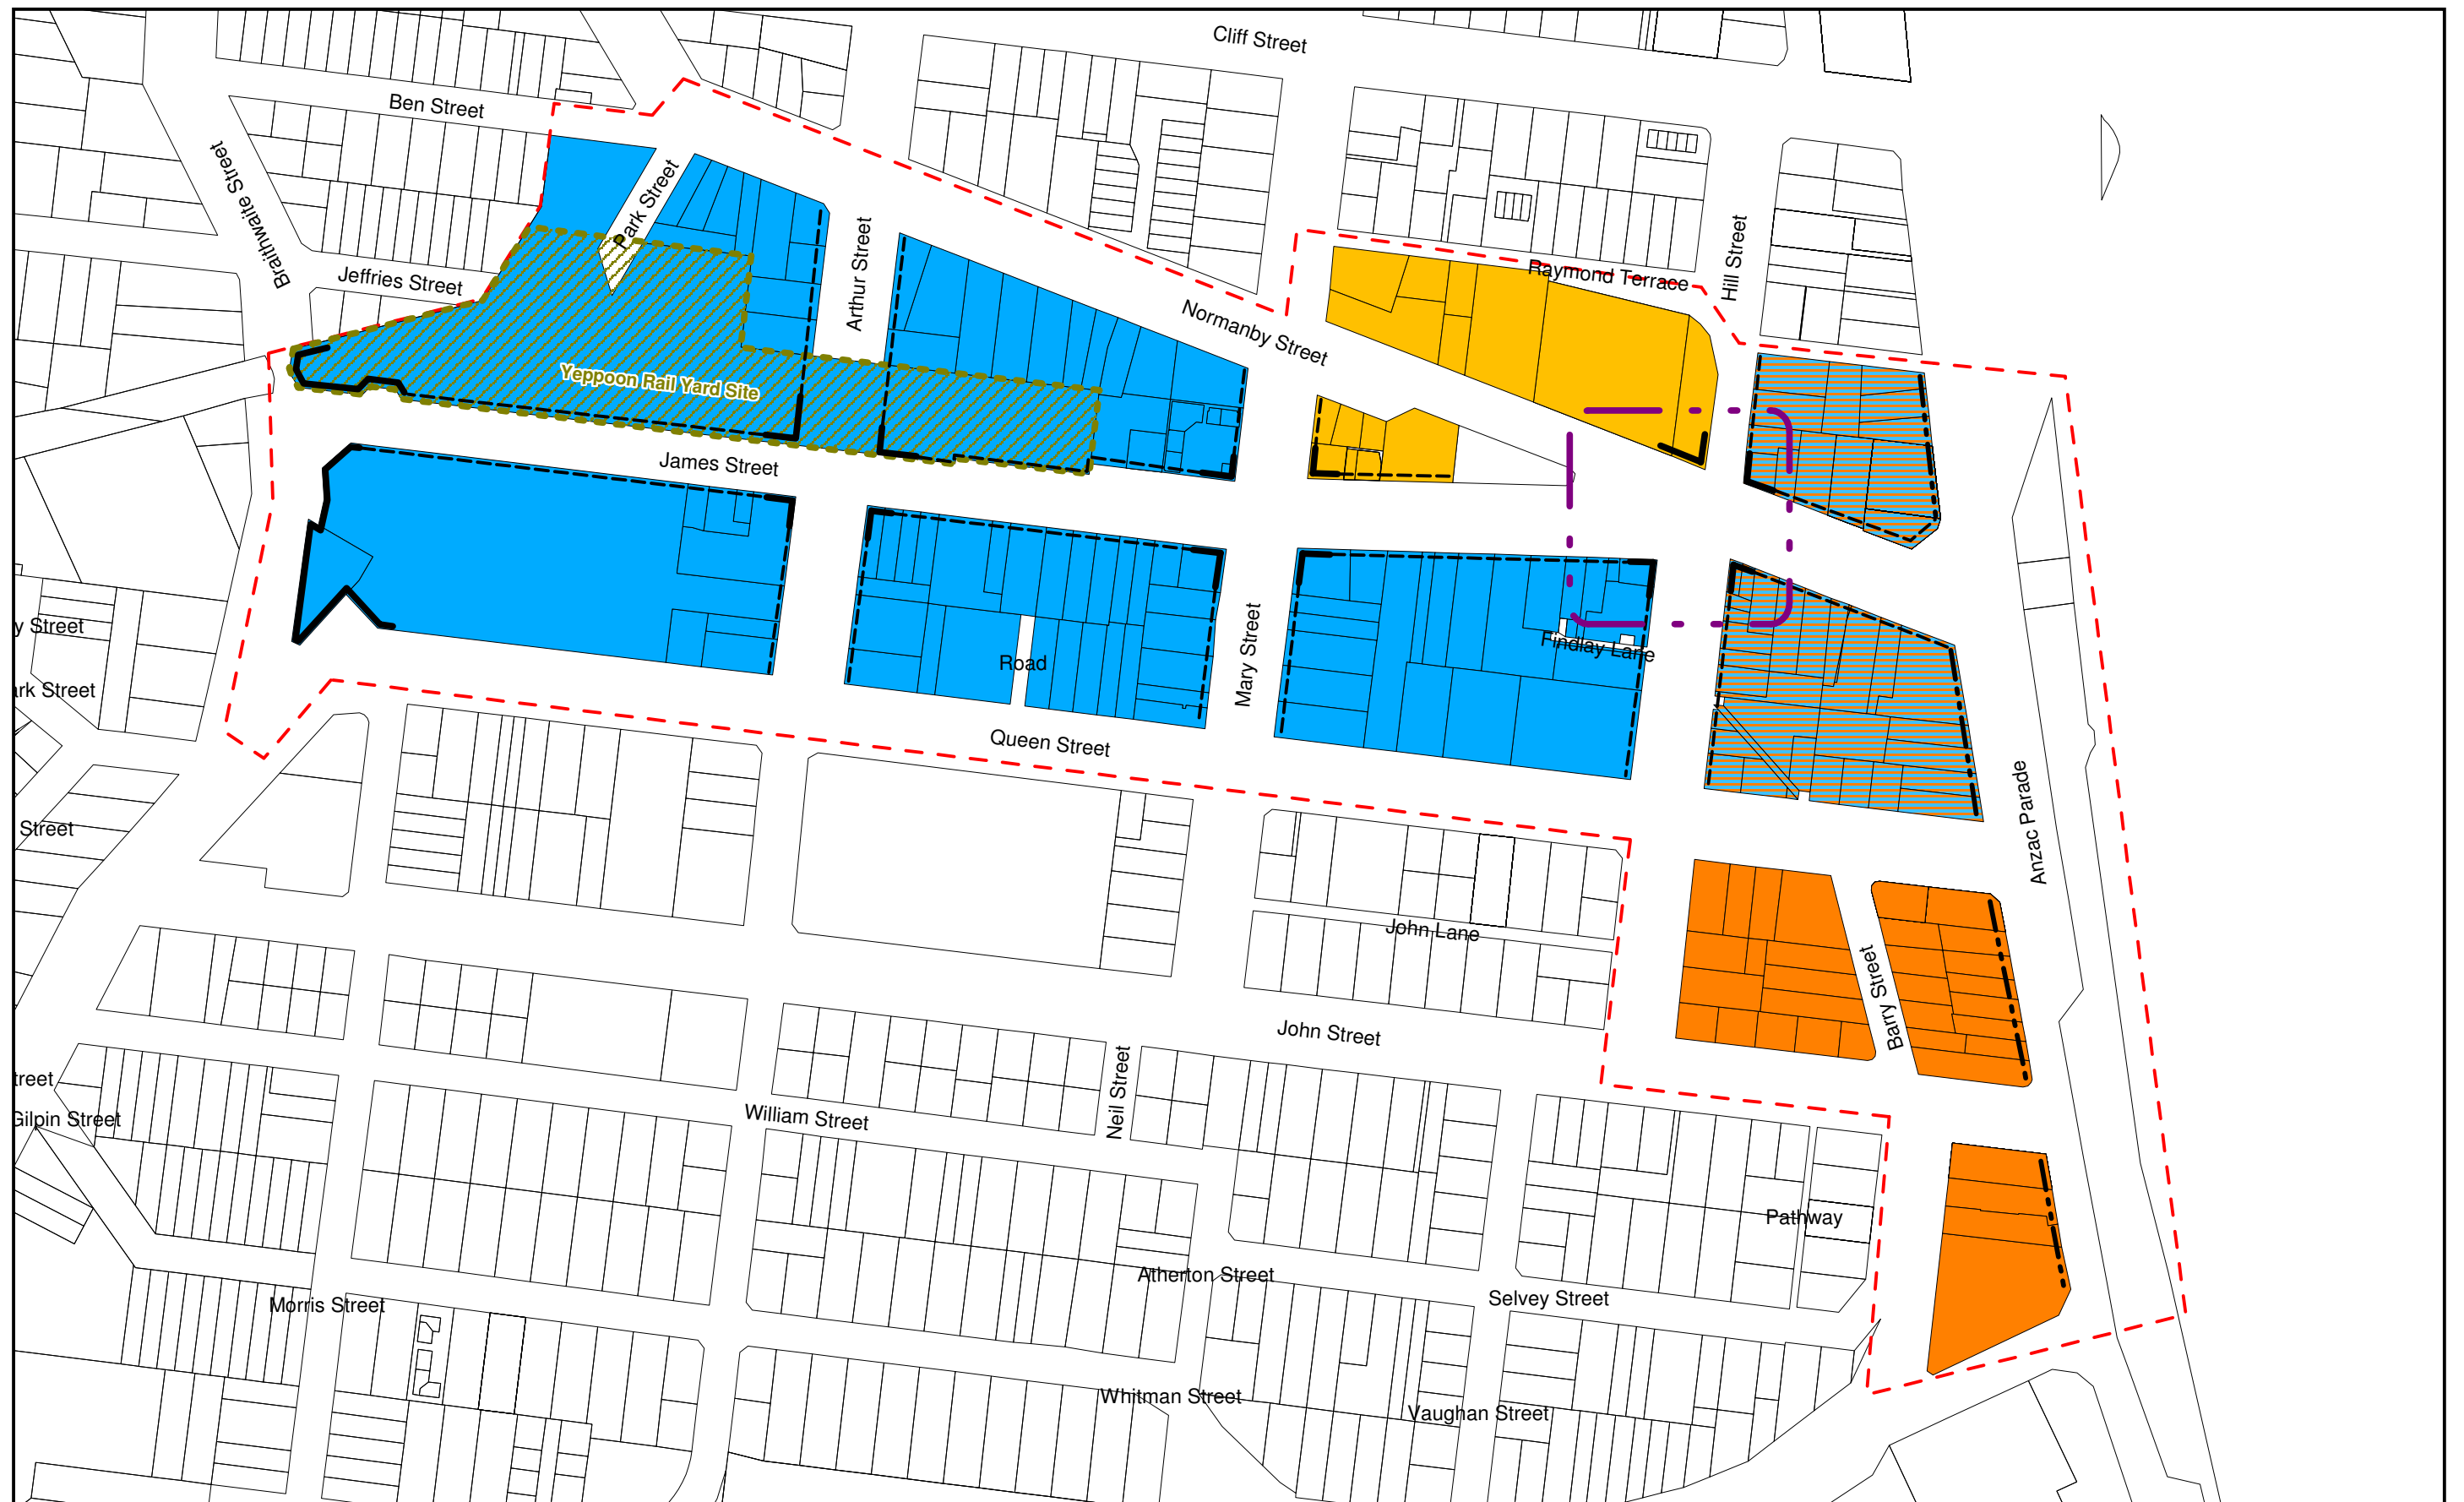 Cliff Street
Ben Street
Braithwaite Street
Park Street
Jeffries Street
Arthur Street
Hill Street
Raymond Terrace
Normanby Street
Yeppoon Rail Yard Site
James Street
y Street
Road
Mary Street
Findlay Lane
ark Street
Queen Street
Street
Anzac Parade
John Lane
Barry Street
John Street
treet
Gilpin Street
William Street
Neil Street
Pathway
Atherton Street
Morris Street
Selvey Street
Whitman Street
Vaughan Street